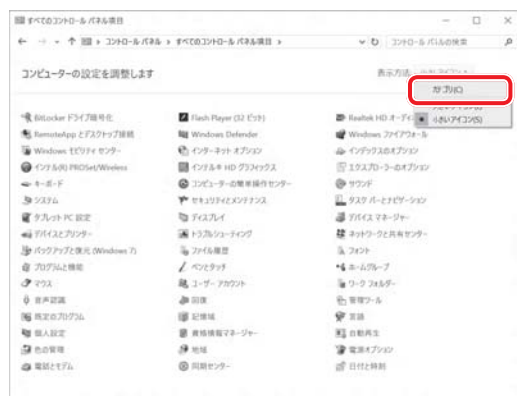 すべてのコントロール パネル項目
コントロール パネル › すべてのコントロール パネル項目 ›
コントロール パネルの検索
コンピューターの設定を調整します
表示方法:
カテゴリ(C)
小さいアイコン(S)
BitLocker ドライブ暗号化
Flash Player (32 ビット)
Realtek HD オーディ
RemoteApp とデスクトップ接続
Windows Defender
Windows ファイアウォール
Windows モビリティ センター
インターネット オプション
インデックスのオプション
インテル(R) PROSet/Wireless
インテル® HD グラフィックス
エクスプローラーのオプション
キーボード
コンピューターの簡単操作センター
サウンド
システム
セキュリティとメンテナンス
タスク バーとナビゲーション
タブレット PC 設定
ディスプレイ
デバイス マネージャー
デバイスとプリンター
トラブルシューティング
ネットワークと共有センター
バックアップと復元 (Windows 7)
ファイル履歴
フォント
プログラムと機能
ペンとタッチ
ホームグループ
マウス
ユーザー アカウント
ワーク フォルダー
音声認識
回復
管理ツール
既定のプログラム
記憶域
言語
個人設定
資格情報マネージャー
自動再生
色の管理
地域
電源オプション
電話とモデム
同期センター
日付と時刻